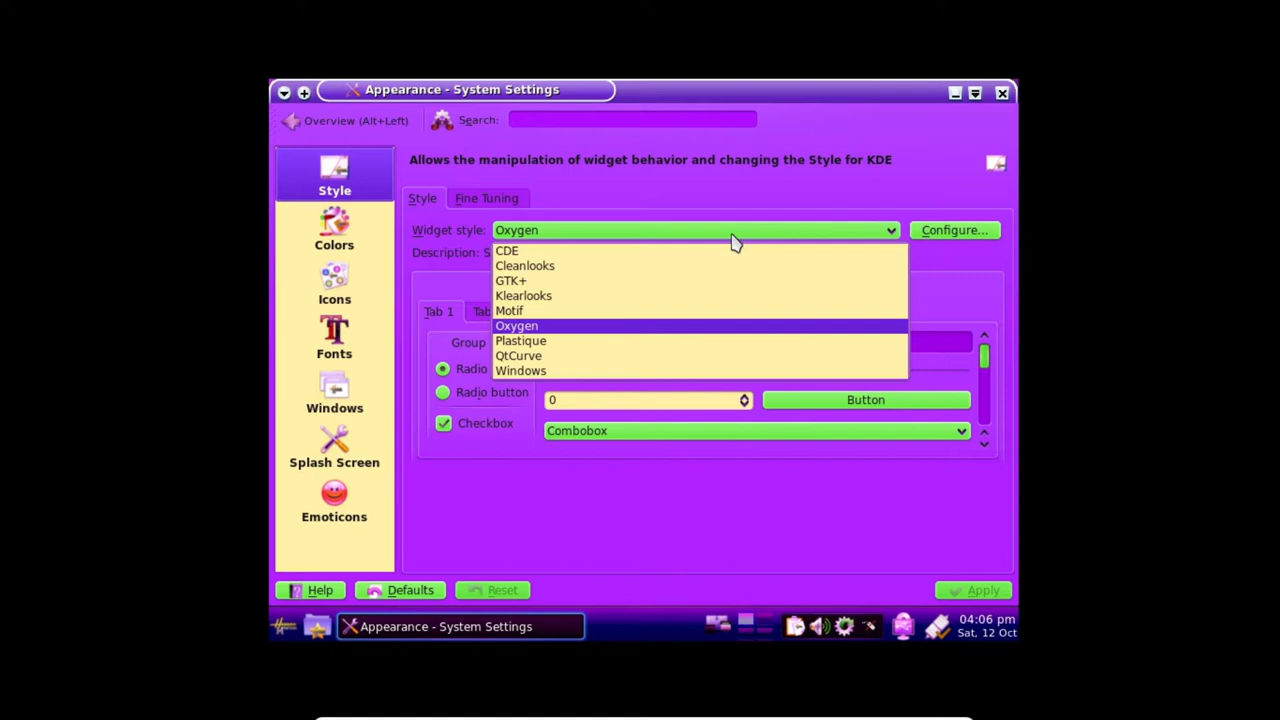 Appearance - System Settings
Overview (Alt+Left)
Search:
Allows the manipulation of widget behavior and changing the Style for KDE
Style
Colors
Icons
Fonts
Windows
Splash Screen
Emoticons
Style
Fine Tuning
Widget style:
Oxygen
Configure...
Description: S
CDE
Cleanlooks
GTK+
Klearlooks
Motif
Oxygen
Plastique
QtCurve
Windows
Tab 1
Tab
Group
Radio
Radio button
Checkbox
0
Button
Combobox
Help
Defaults
Reset
Apply
Appearance - System Settings
04:06 pm
Sat, 12 Oct